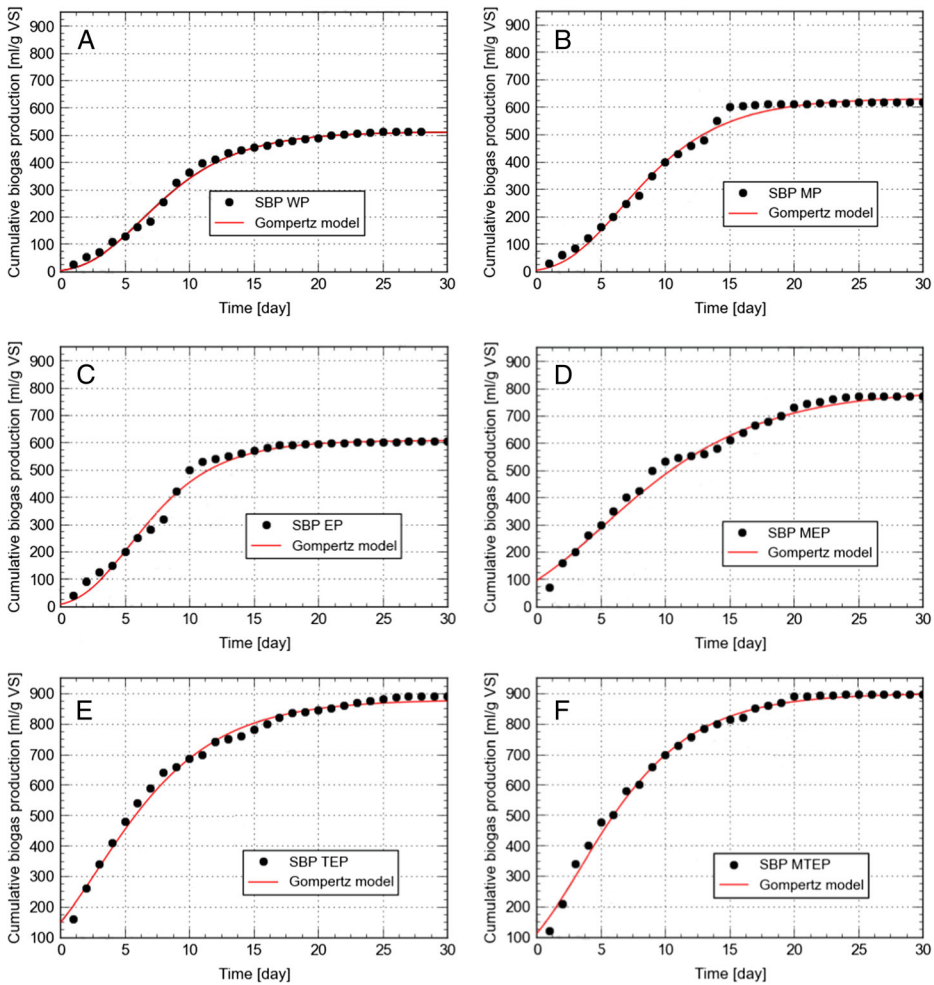 A
Cumulative biogas production [ml/g VS]
900
800
700
600
500
400
300
200
100
0
0 5 10 15 20 25 30
Time [day]
SBP WP
Gompertz model
B
Cumulative biogas production [ml/g VS]
900
800
700
600
500
400
300
200
100
0
0 5 10 15 20 25 30
Time [day]
SBP MP
Gompertz model
C
Cumulative biogas production [ml/g VS]
900
800
700
600
500
400
300
200
100
0
0 5 10 15 20 25 30
Time [day]
SBP EP
Gompertz model
D
Cumulative biogas production [ml/g VS]
900
800
700
600
500
400
300
200
100
0
0 5 10 15 20 25 30
Time [day]
SBP MEP
Gompertz model
E
Cumulative biogas production [ml/g VS]
900
800
700
600
500
400
300
200
100
0 5 10 15 20 25 30
Time [day]
SBP TEP
Gompertz model
F
Cumulative biogas production [ml/g VS]
900
800
700
600
500
400
300
200
100
0 5 10 15 20 25 30
Time [day]
SBP MTEP
Gompertz model